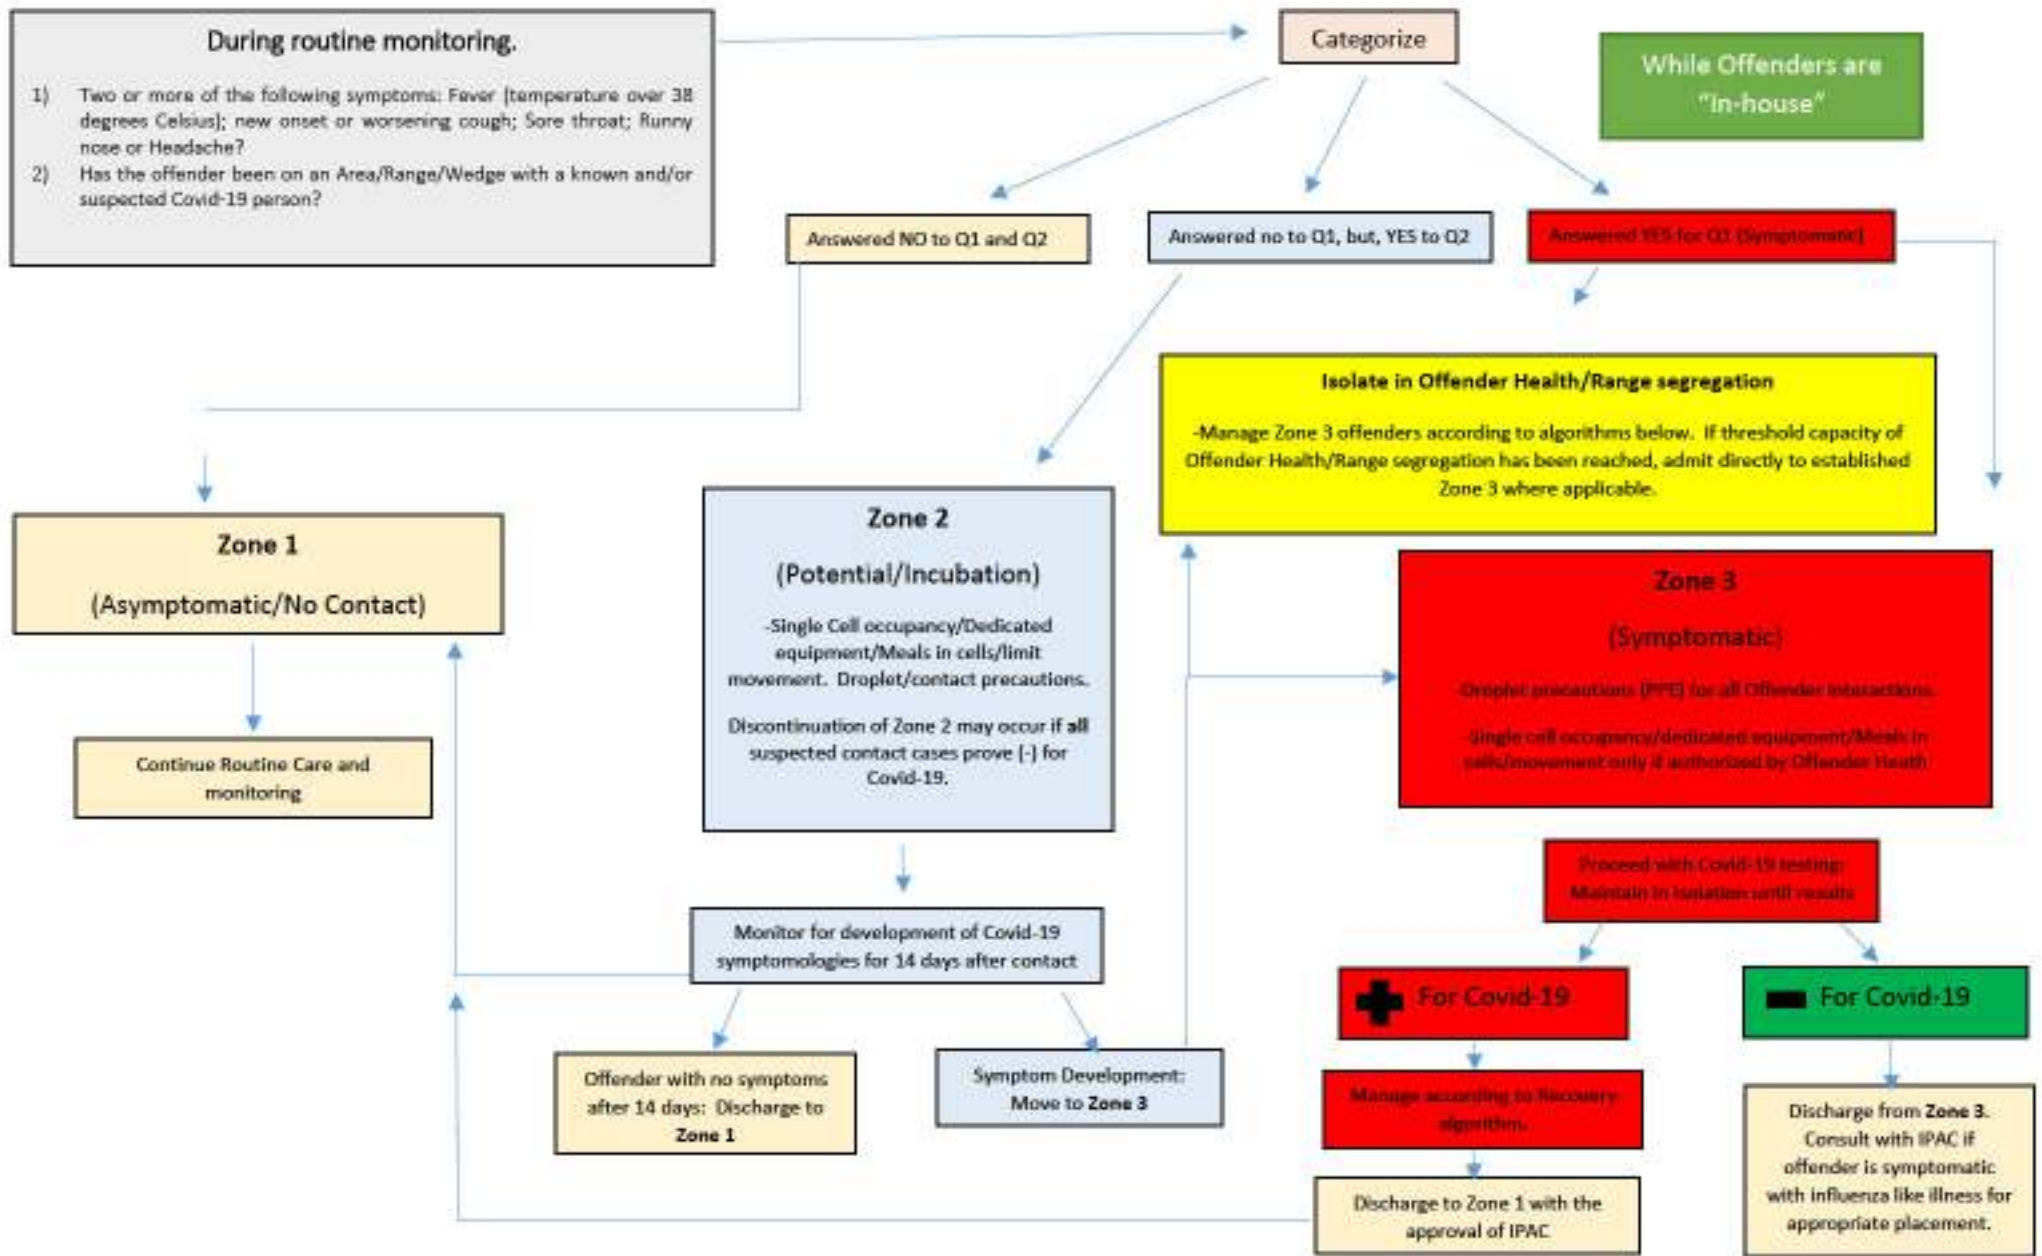 During routine monitoring.
1) Two or more of the following symptoms: Fever (temperature over 38
degrees Celsius); new onset or worsening cough; Sore throat; Runny
nose or Headache?
2) Has the offender been on an Area/Range/Wedge with a known and/or
suspected Covid-19 person?
Categorize
While Offenders are
"In-house"
Answered NO to Q1 and Q2
Answered no to Q1, but, YES to Q2
Answered YES for Q1 (Symptomatic)
Isolate in Offender Health/Range segregation
-Manage Zone 3 offenders according to algorithms below. If threshold capacity of
Offender Health/Range segregation has been reached, admit directly to established
Zone 3 where applicable.
Zone 1
(Asymptomatic/No Contact)
Continue Routine Care and
monitoring
Zone 2
(Potential/Incubation)
-Single Cell occupancy/Dedicated
equipment/Meals in cells/limit
movement. Droplet/contact precautions.
Discontinuation of Zone 2 may occur if all
suspected contact cases prove (-) for
Covid-19.
Zone 3
(Symptomatic)
-Droplet precautions (PPE) for all Offender interactions.
-Single cell occupancy/dedicated equipment/Meals in
cells/movement only if authorized by Offender Heath
Monitor for development of Covid-19
symptomologies for 14 days after contact
Offender with no symptoms
after 14 days: Discharge to
Zone 1
Symptom Development:
Move to Zone 3
Proceed with Covid-19 testing:
Maintain in isolation until results
+ For Covid-19
- For Covid-19
Manage according to Recovery
algorithm.
Discharge to Zone 1 with the
approval of IPAC
Discharge from Zone 3.
Consult with IPAC if
offender is symptomatic
with influenza like illness for
appropriate placement.